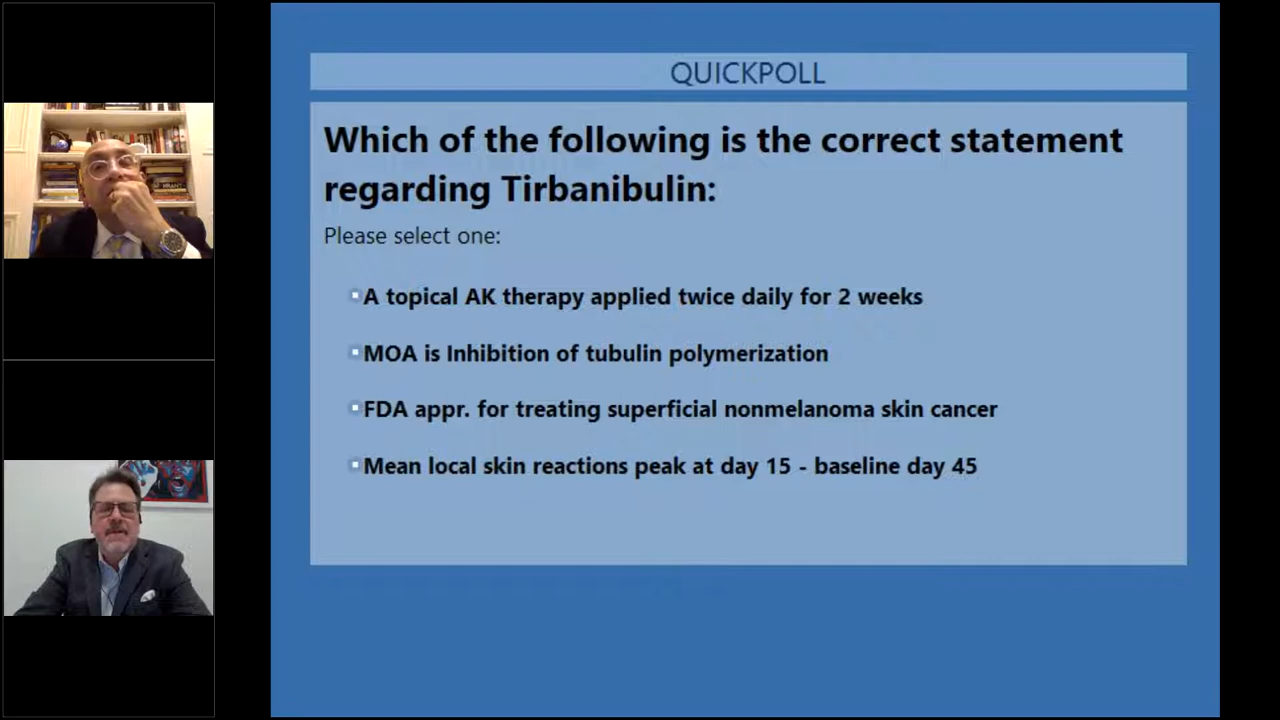 QUICKPOLL
Which of the following is the correct statement
regarding Tirbanibulin:
Please select one:
A topical AK therapy applied twice daily for 2 weeks
MOA is Inhibition of tubulin polymerization
FDA appr. for treating superficial nonmelanoma skin cancer
Mean local skin reactions peak at day 15 - baseline day 45